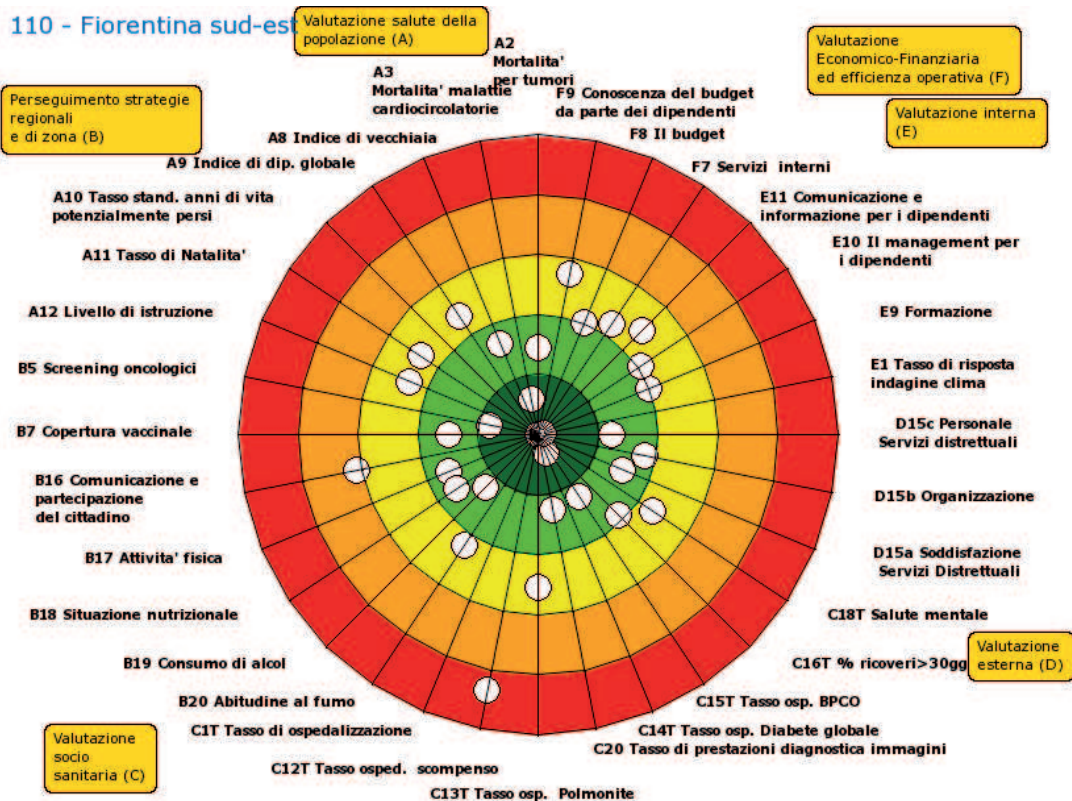 110 - Fiorentina sud-est
Valutazione salute della
popolazione (A)
Valutazione
Economico-Finanziaria
ed efficienza operativa (F)
Valutazione interna
(E)
Perseguimento strategie
regionali
e di zona (B)
A2
Mortalita'
per tumori
A3
Mortalita' malattie
cardiocircolatorie
F9 Conoscenza del budget
da parte dei dipendenti
F8 Il budget
A8 Indice di vecchiaia
A9 Indice di dip. globale
F7 Servizi interni
A10 Tasso stand. anni di vita
potenzialmente persi
E11 Comunicazione e
informazione per i dipendenti
A11 Tasso di Natalita'
E10 Il management per
i dipendenti
A12 Livello di istruzione
E9 Formazione
B5 Screening oncologici
E1 Tasso di risposta
indagine clima
B7 Copertura vaccinale
D15c Personale
Servizi distrettuali
B16 Comunicazione e
partecipazione
del cittadino
D15b Organizzazione
B17 Attivita' fisica
D15a Soddisfazione
Servizi Distrettuali
B18 Situazione nutrizionale
C18T Salute mentale
B19 Consumo di alcol
C16T % ricoveri>30gg
Valutazione
esterna (D)
B20 Abitudine al fumo
C15T Tasso osp. BPCO
C1T Tasso di ospedalizzazione
C14T Tasso osp. Diabete globale
C20 Tasso di prestazioni diagnostica immagini
Valutazione
socio
sanitaria (C)
C12T Tasso osped. scompenso
C13T Tasso osp. Polmonite